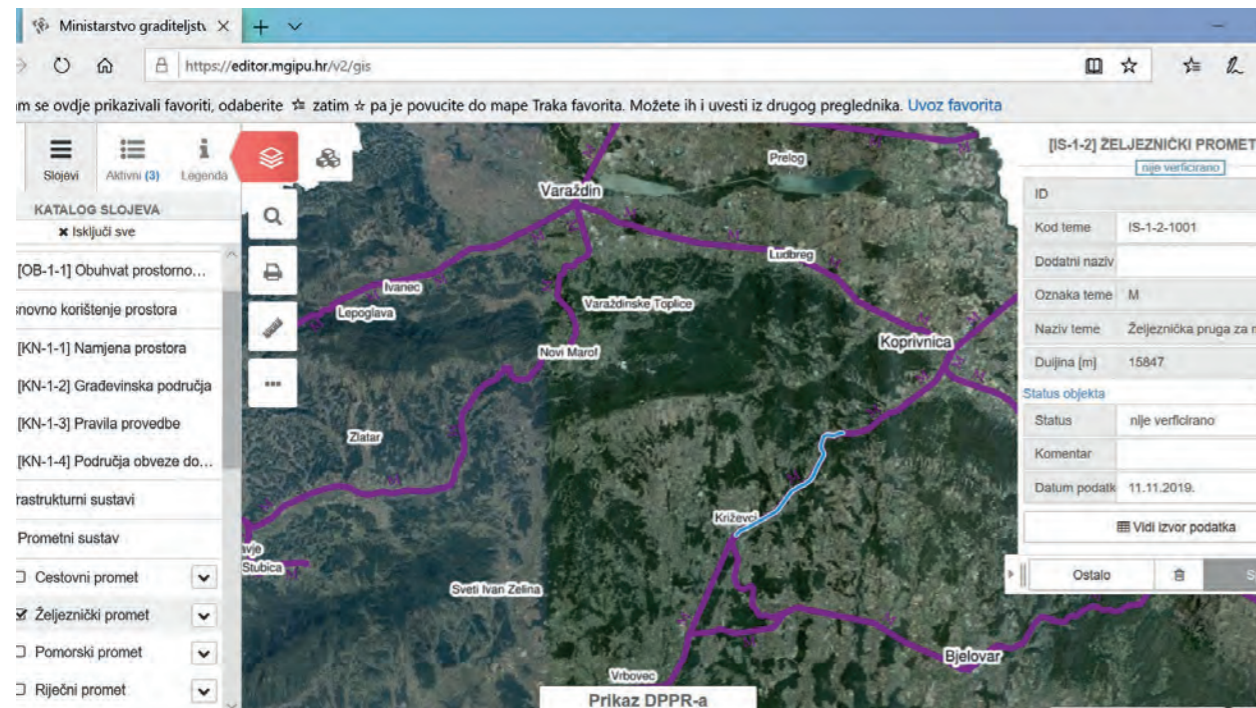 Ministarstvo graditeljstv
https://editor.mgipu.hr/v2/gis
m se ovdje prikazivali favoriti, odaberite zatim pa je povucite do mape Traka favorita. Možete ih i uvesti iz drugog preglednika. Uvoz favorita
Slojevi
Aktivni (3)
Legenda
KATALOG SLOJEVA
Isključi sve
[OB-1-1] Obuhvat prostorno...
snovno korištenje prostora
[KN-1-1] Namjena prostora
[KN-1-2] Građevinska područja
[KN-1-3] Pravila provedbe
[KN-1-4] Područja obveze do...
rastrukturni sustavi
Prometni sustav
Cestovni promet
Željeznički promet
Pomorski promet
Riječni promet
Prelog
Varaždin
Ludbreg
Ivanec
Lepoglava
Varaždinske Toplice
Koprivnica
Novi Marof
Zlatar
Križevci
avje
Stubica
Sveti Ivan Zelina
Bjelovar
Vrbovec
Prikaz DPPR-a
[IS-1-2] ŽELJEZNIČKI PROMET
nije verficirano
ID
Kod teme IS-1-2-1001
Dodatni naziv
Oznaka teme M
Naziv teme Željeznička pruga za
Duljina [m] 15847
Status objekta
Status nije verficirano
Komentar
Datum podatk 11.11.2019.
Vidi izvor podatka
Ostalo